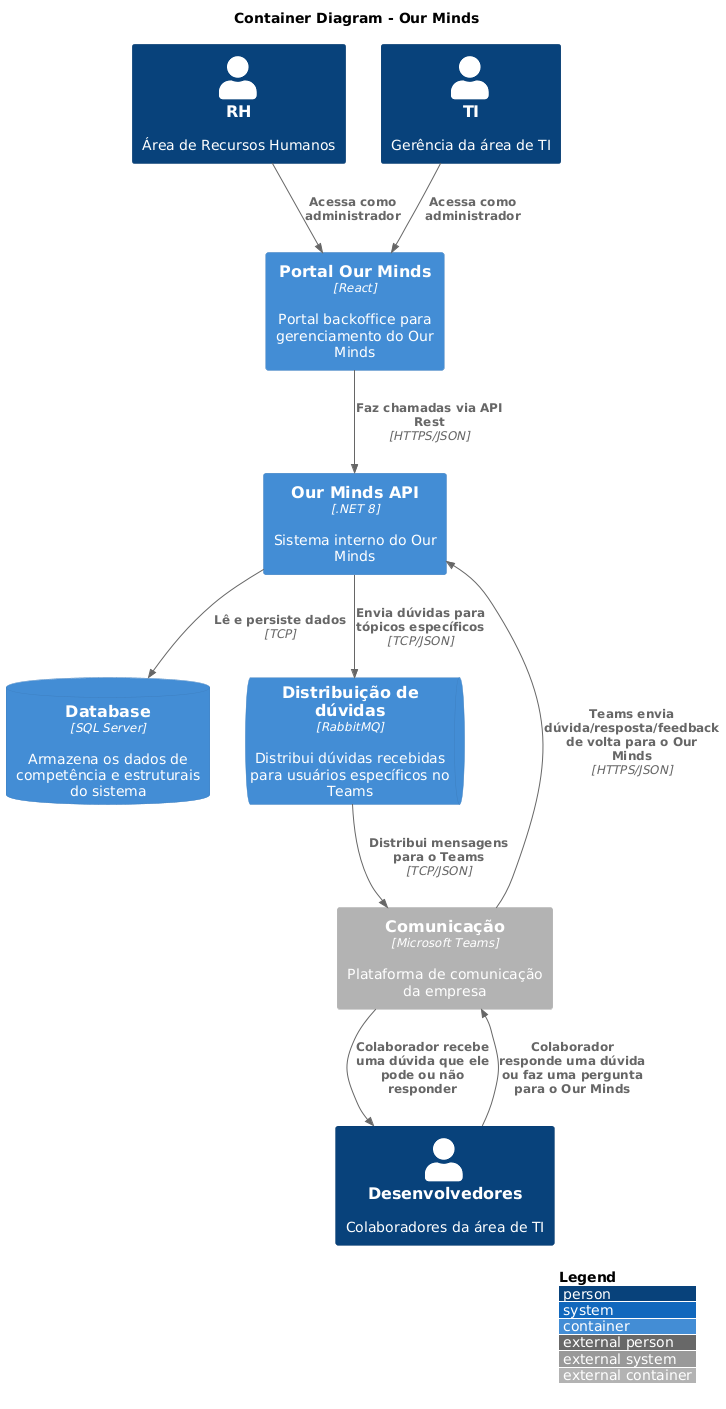 Container Diagram - Our Minds
RH
Área de Recursos Humanos
TI
Gerência da área de TI
Acessa como
administrador
Acessa como
administrador
Portal Our Minds
[React]
Portal backoffice para
gerenciamento do Our
Minds
Faz chamadas via API
Rest
[HTTPS/JSON]
Our Minds API
[.NET 8]
Sistema interno do Our
Minds
Lê e persiste dados
[TCP]
Envia dúvidas para
tópicos específicos
[TCP/JSON]
Database
[SQL Server]
Armazena os dados de
competência e estruturais
do sistema
Distribuição de
dúvidas
[RabbitMQ]
Distribui dúvidas recebidas
para usuários específicos no
Teams
Teams envia
dúvida/resposta/feedback
de volta para o Our
Minds
[HTTPS/JSON]
Distribui mensagens
para o Teams
[TCP/JSON]
Comunicação
[Microsoft Teams]
Plataforma de comunicação
da empresa
Colaborador recebe
uma dúvida que ele
pode ou não
responder
Colaborador
responde uma dúvida
ou faz uma pergunta
para o Our Minds
Desenvolvedores
Colaboradores da área de TI
Legend
person
system
container
external person
external system
external container